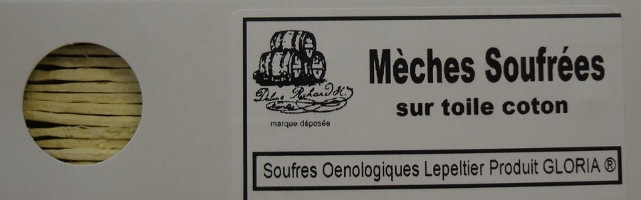 Mèches Soufrées
sur toile coton
marque déposée
Soufres Oenologiques Lepeltier Produit GLORIA ®